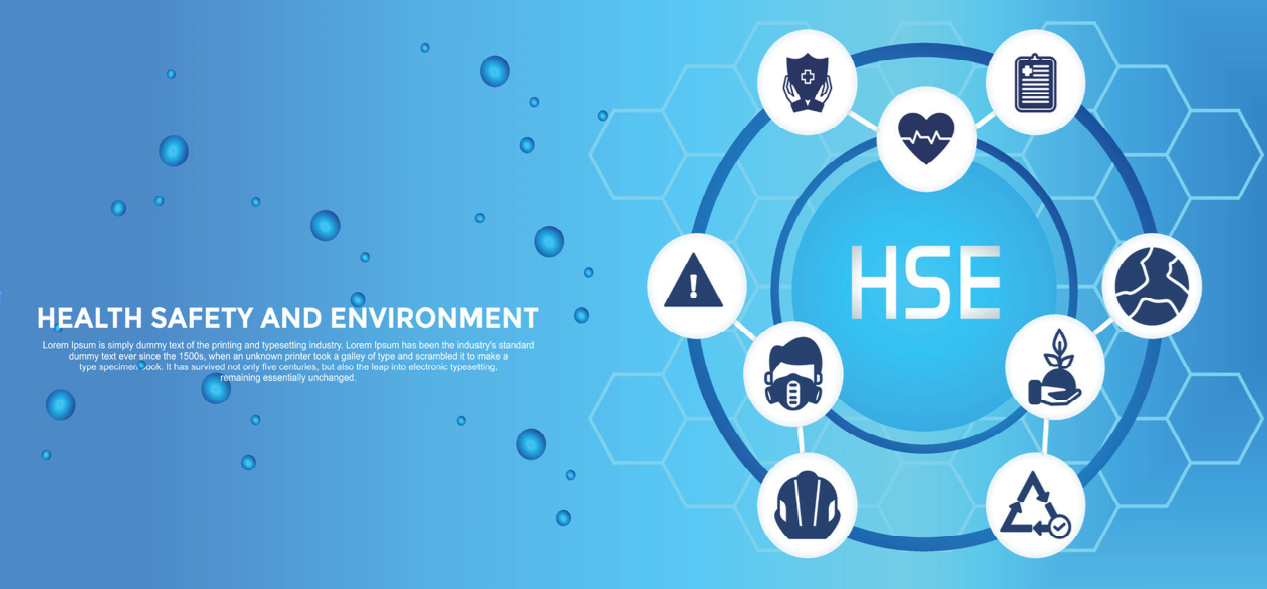 HEALTH SAFETY AND ENVIRONMENT
Lorem Ipsum is simply dummy text of the printing and typesetting industry. Lorem Ipsum has been the industry's standard
dummy text ever since the 1500s, when an unknown printer took a galley of type and scrambled it to make a
type specimen book. It has survived not only five centuries, but also the leap into electronic typesetting,
remaining essentially unchanged.
HSE